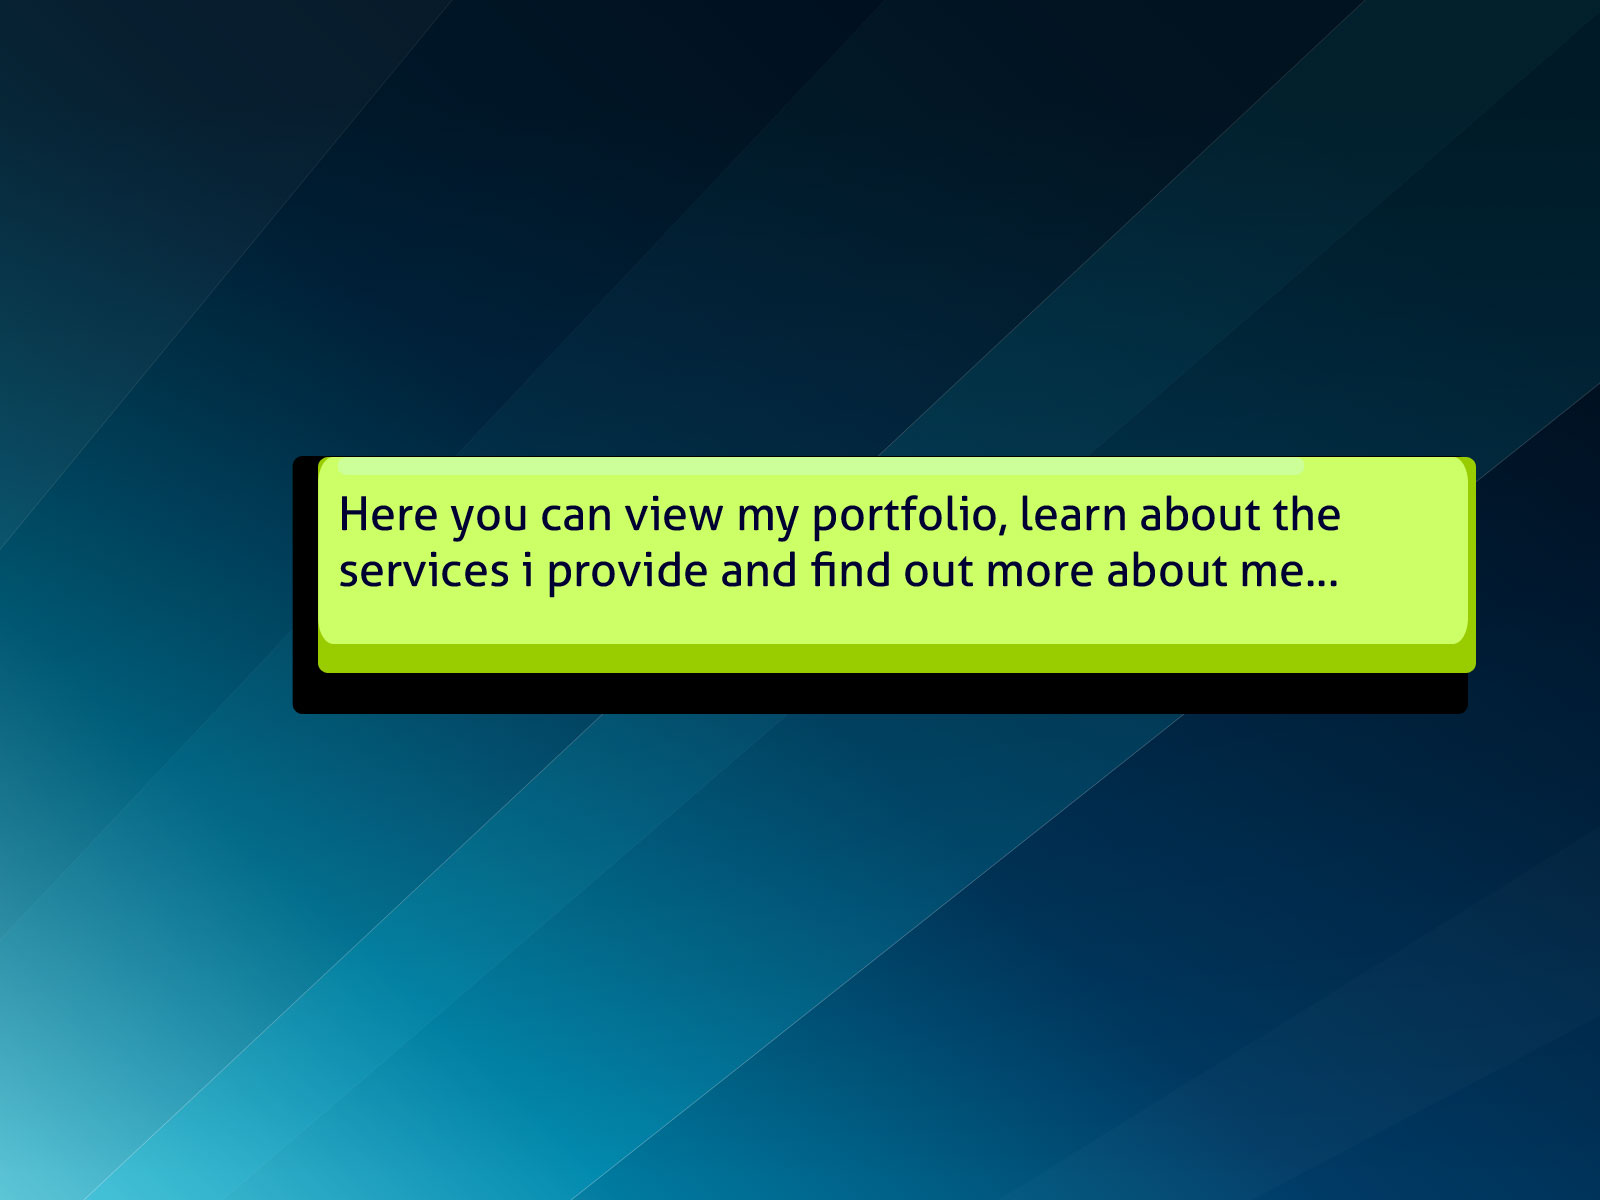 Here you can view my portfolio, learn about the
services i provide and find out more about me...